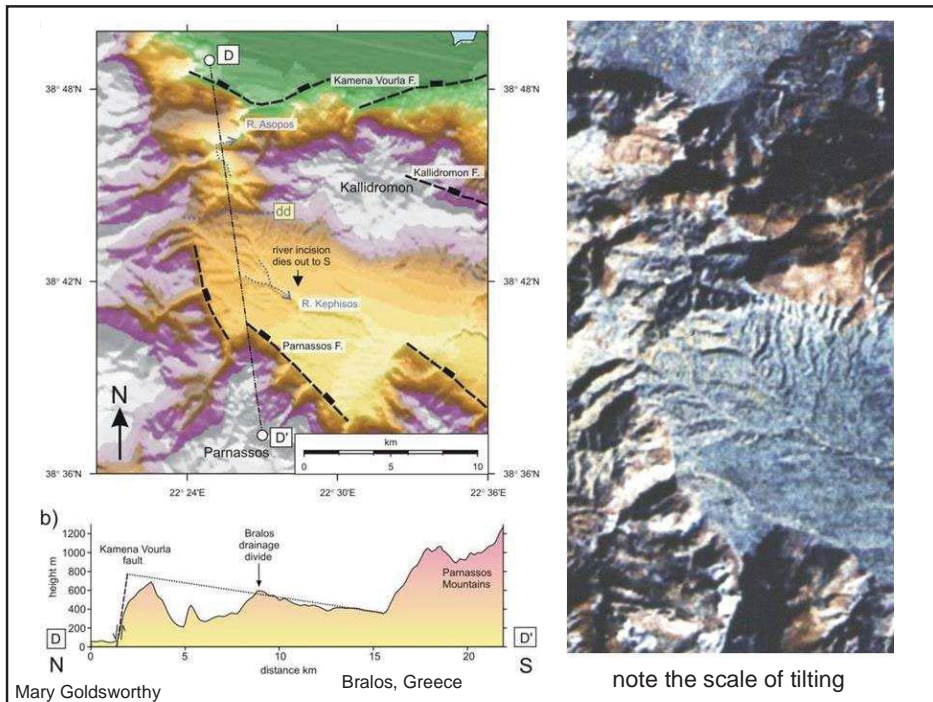 D
Kamena Vourla F.
38° 48'N
38° 48'N
R. Asopos
Kallidromon F.
Kallidromon
dd
river incision
dies out to S
38° 42'N
38° 42'N
R. Kephisos
Parnassos F.
N
D'
km
Parnassos
0 5 10
38° 36'N
38° 36'N
22° 24'E
22° 30'E
22° 36'E
b)
1200
1000
800
600
400
200
0
height m
Kamena Vourla
fault
Bralos
drainage
divide
Parnassos
Mountains
D
D'
0 5 10 15 20
N
distance km
S
Mary Goldsworthy
Bralos, Greece
note the scale of tilting